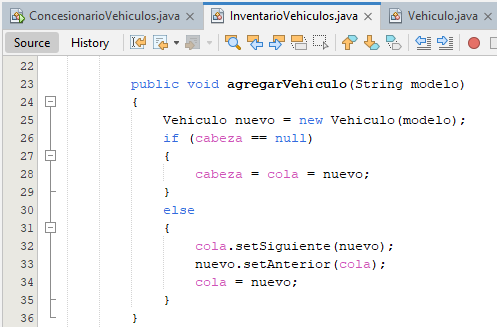 ConcesionarioVehiculos.java InventarioVehiculos.java Vehiculo.java
Source History
22
23 public void agregarVehiculo(String modelo)
24 {
25 Vehiculo nuevo = new Vehiculo(modelo);
26 if (cabeza == null)
27 {
28 cabeza = cola = nuevo;
29 }
30 else
31 {
32 cola.setSiguiente(nuevo);
33 nuevo.setAnterior(cola);
34 cola = nuevo;
35 }
36 }